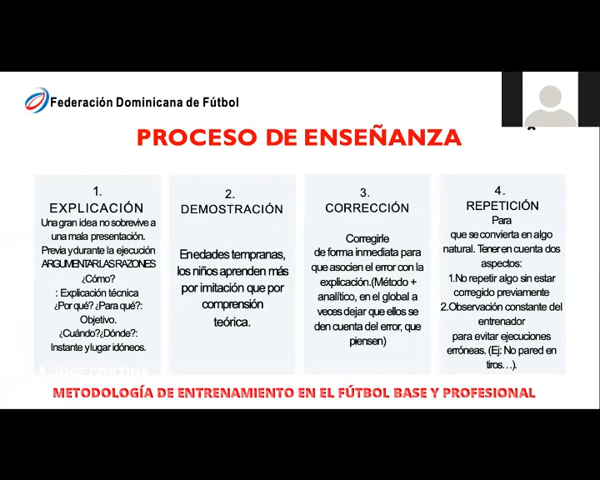 Federación Dominicana de Fútbol
PROCESO DE ENSEÑANZA
1.
EXPLICACIÓN
Una gran idea no sobrevive a
una mala presentación.
Previa y durante la ejecución
ARGUMENTAR LAS RAZONES
¿Cómo?
: Explicación técnica
¿Por qué? ¿Para qué?:
Objetivo.
¿Cuándo?¿Dónde?:
Instante y lugar idóneos.
2.
DEMOSTRACIÓN
En edades tempranas,
los niños aprenden más
por imitación que por
comprensión
teórica.
3.
CORRECCIÓN
Corregirle
de forma inmediata para
que asocien el error con la
explicación.(Método +
analítico, en el global a
veces dejar que ellos se
den cuenta del error, que
piensen)
4.
REPETICIÓN
Para
que se convierta en algo
natural. Tener en cuenta dos
aspectos:
1.No repetir algo sin estar
corregido previamente
2.Observación constante del
entrenador
para evitar ejecuciones
erróneas. (Ej: No pared en
tiros…).
JOSÉ CORTINA
METODOLOGÍA DE ENTRENAMIENTO EN EL FÚTBOL BASE Y PROFESIONAL